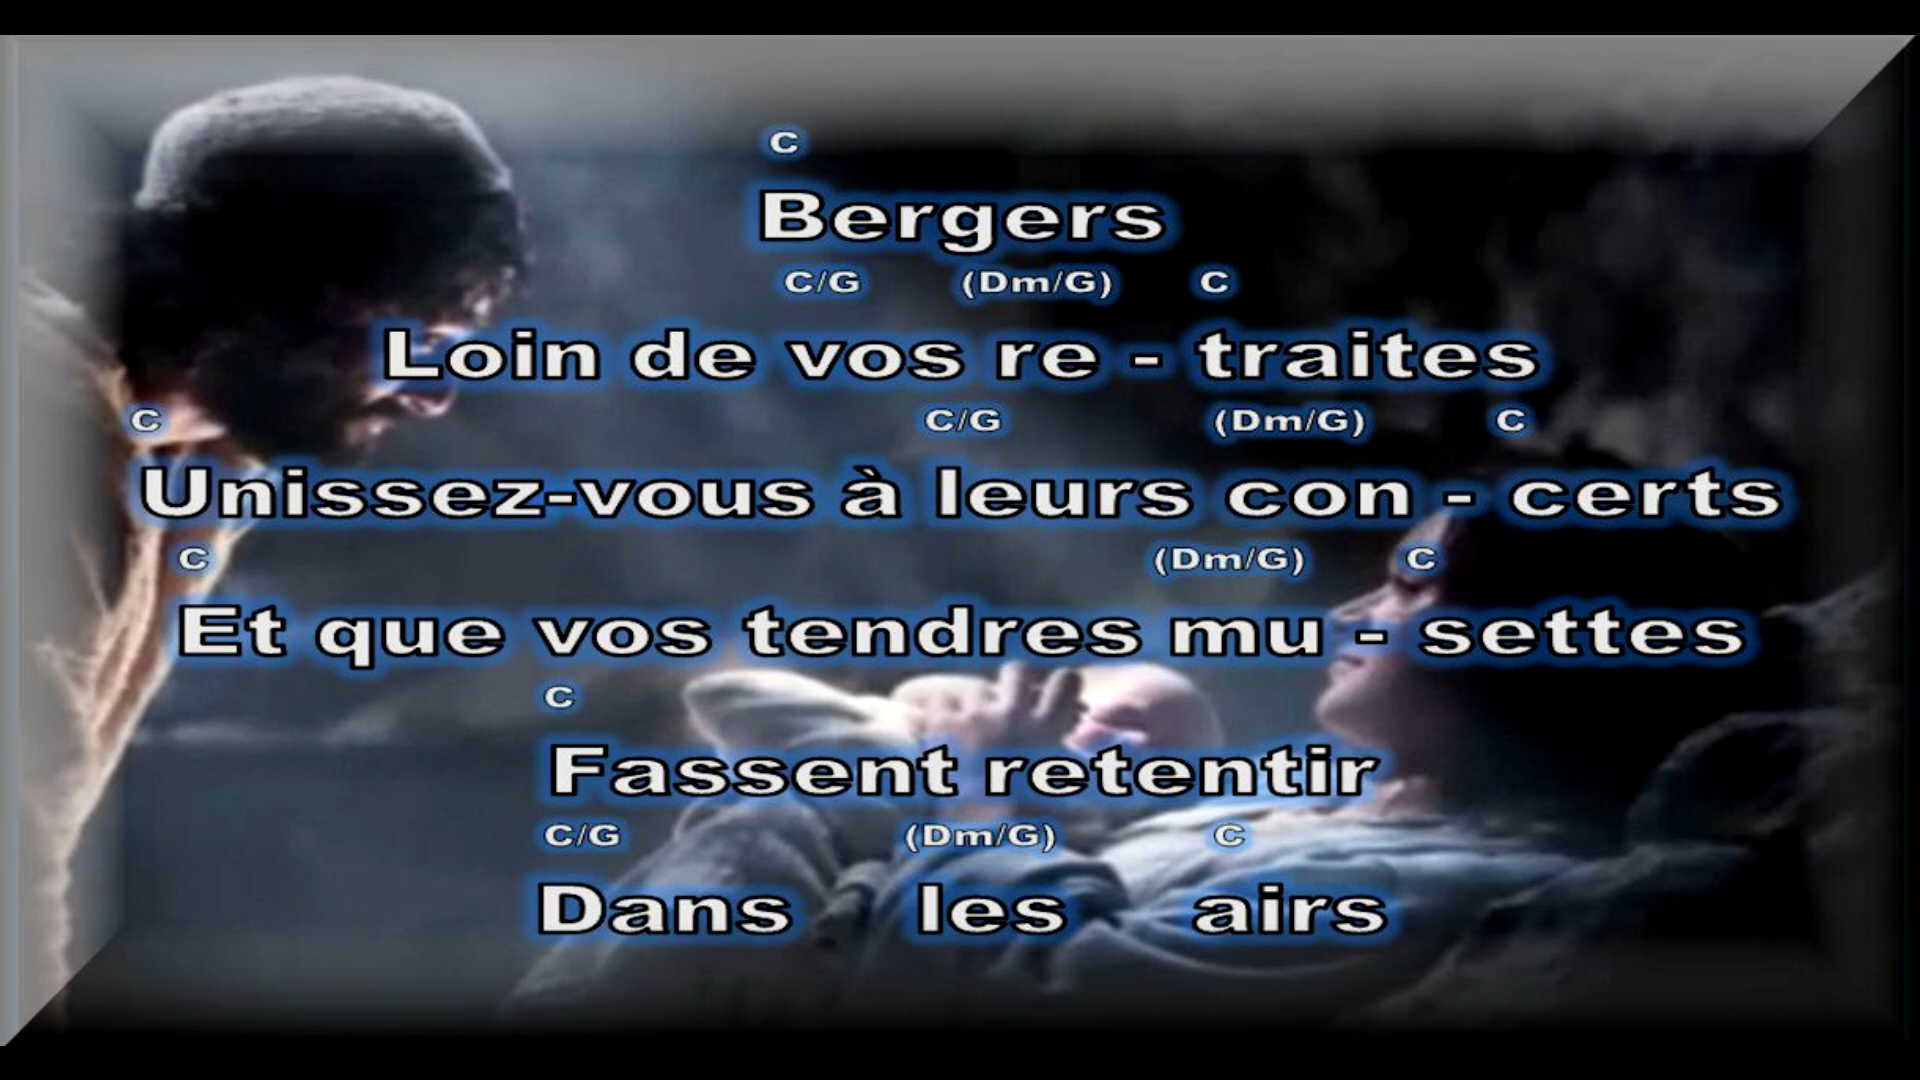 C
Bergers
C/G (Dm/G) C
Loin de vos re - traites
C C/G (Dm/G) C
Unissez-vous à leurs con - certs
C (Dm/G) C
Et que vos tendres mu - settes
C
Fassent retentir
C/G (Dm/G) C
Dans les airs